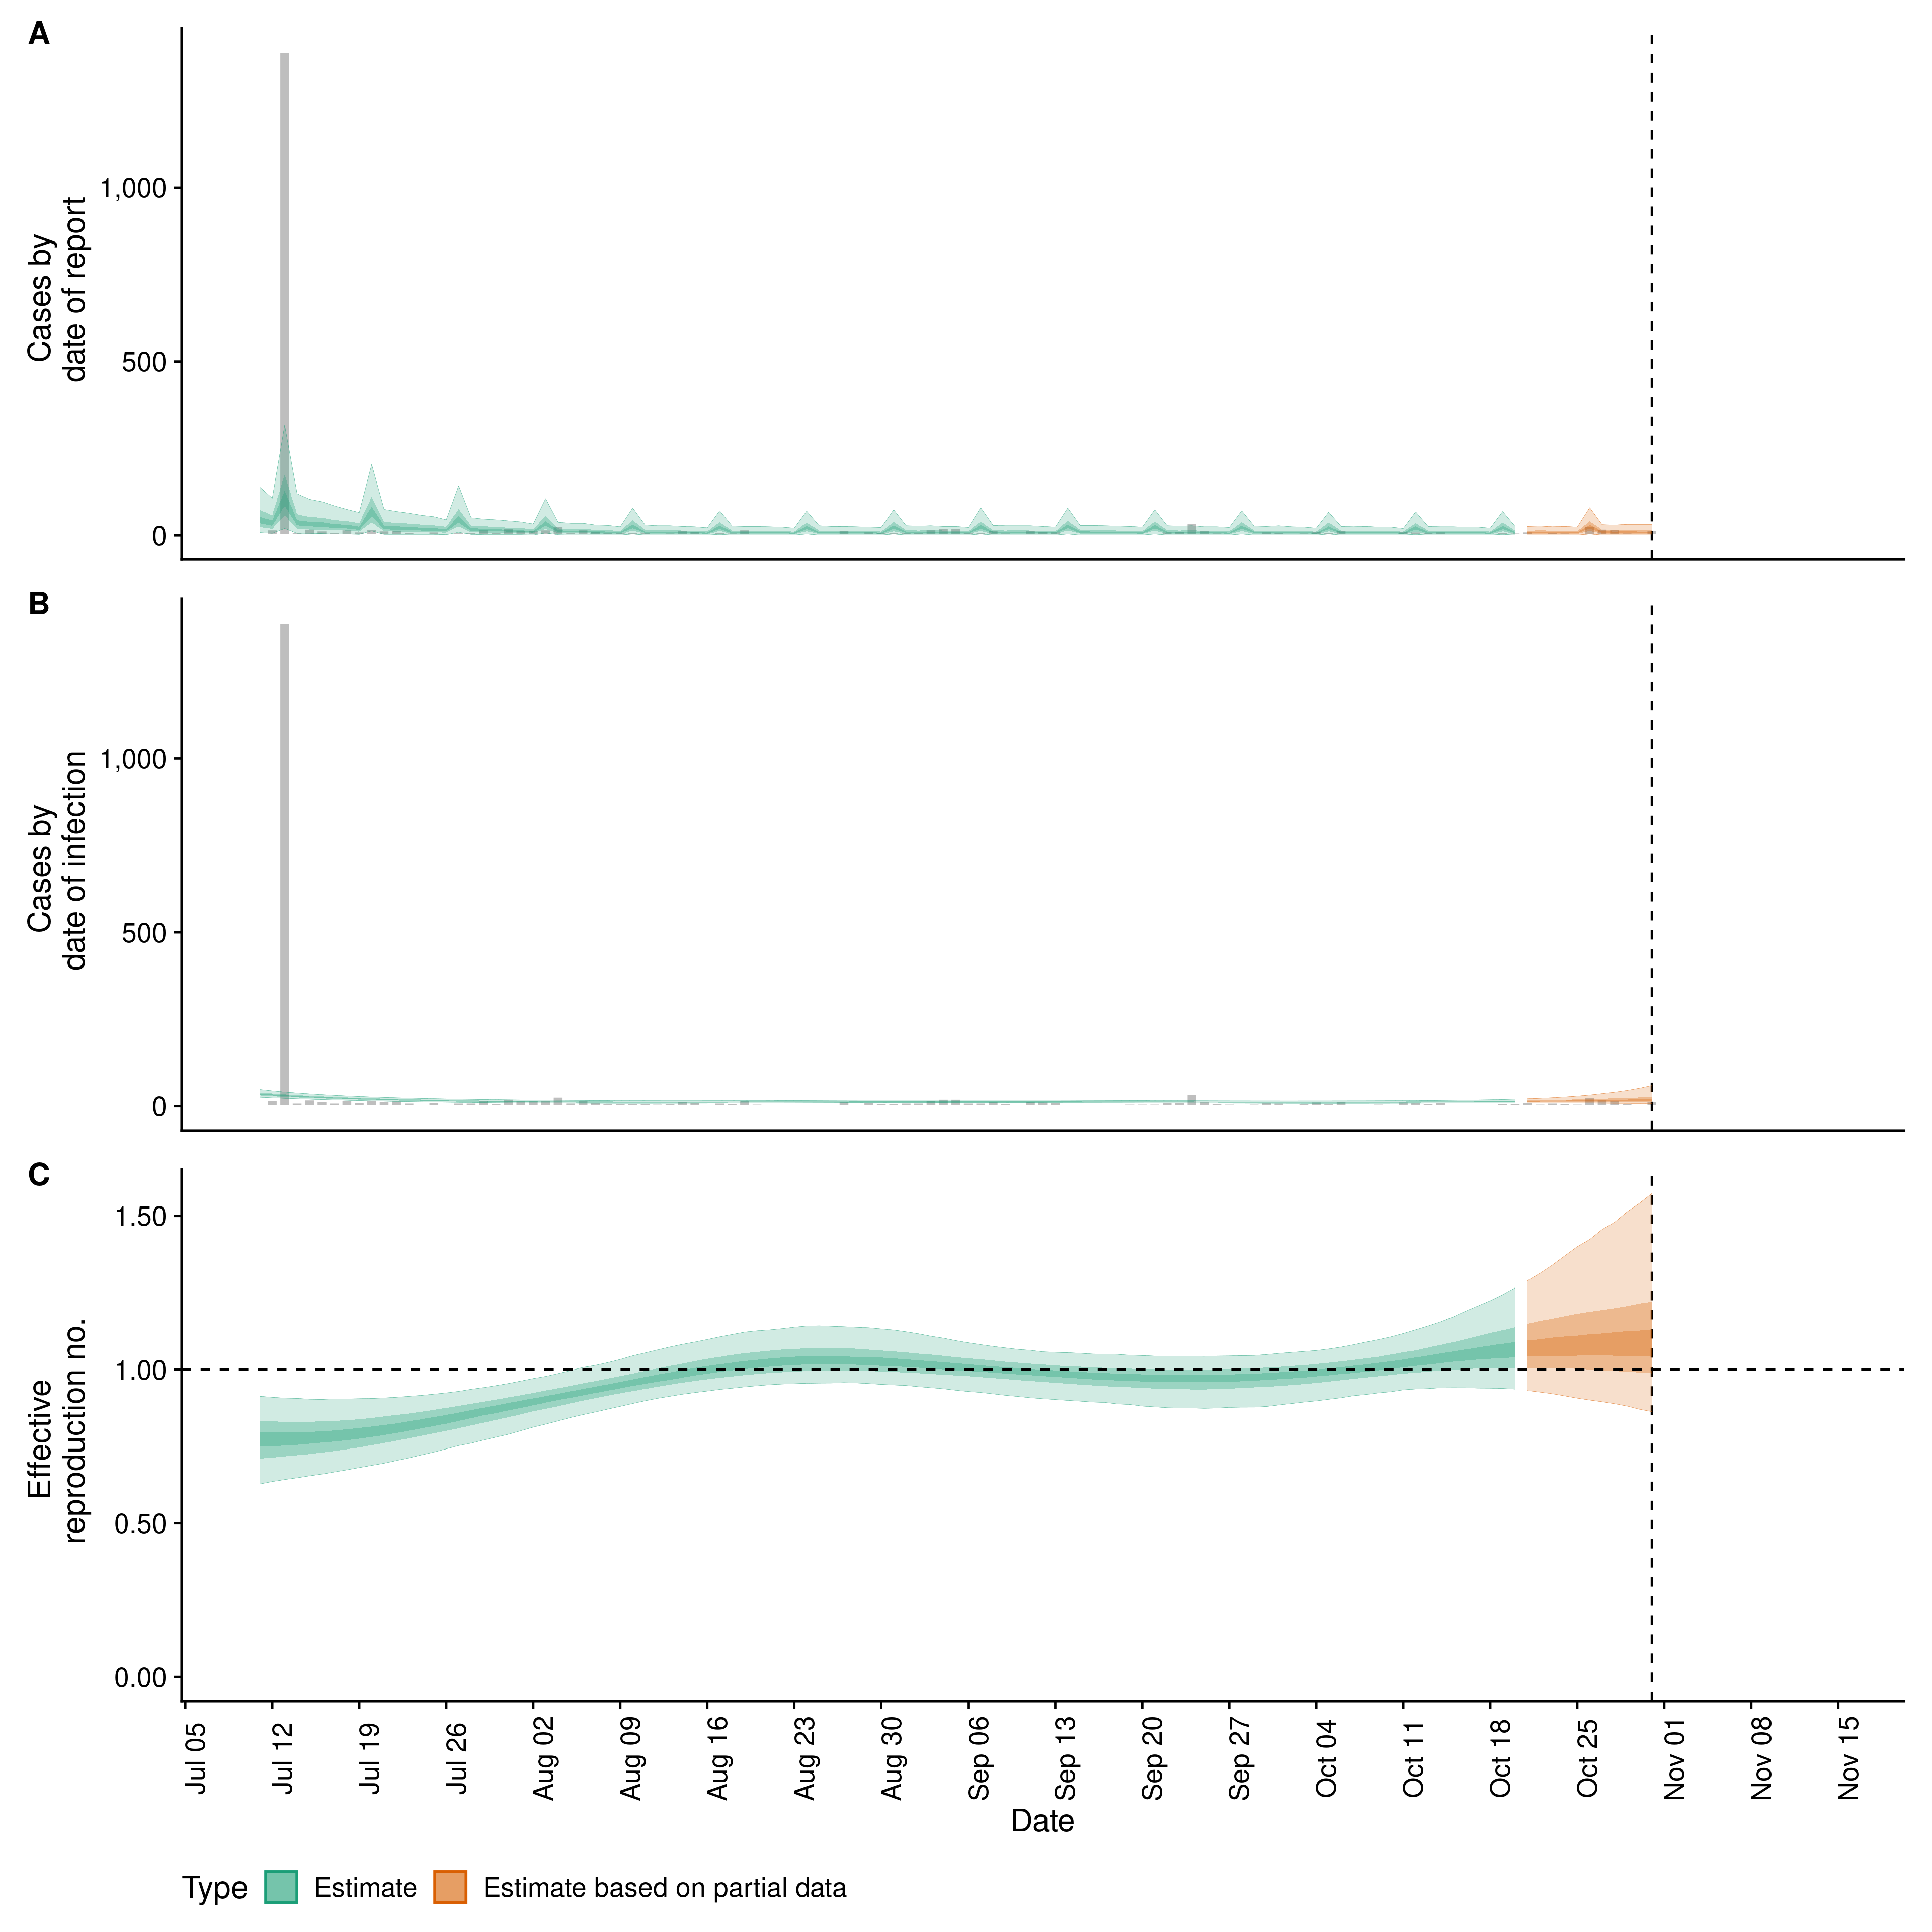 A
Cases by
date of report
1,000
500
0
B
Cases by
date of infection
1,000
500
0
C
Effective
reproduction no.
1.50
1.00
0.50
0.00
Jul 05
Jul 12
Jul 19
Jul 26
Aug 02
Aug 09
Aug 16
Aug 23
Aug 30
Sep 06
Sep 13
Sep 20
Sep 27
Oct 04
Oct 11
Oct 18
Oct 25
Nov 01
Nov 08
Nov 15
Date
Type
Estimate
Estimate based on partial data